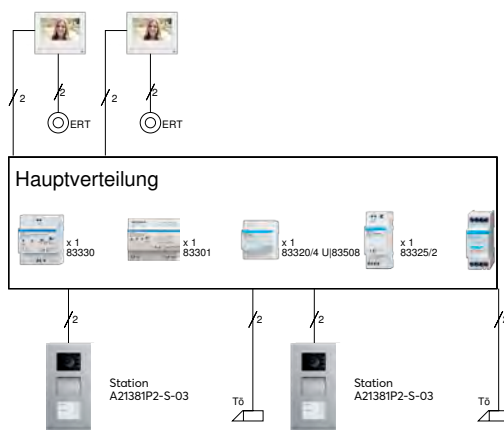 2
2
2
2
ERT
ERT
Hauptverteilung
x 1
83330
x 1
83301
x 1
83320/4 U|83508
x 1
83325/2
2
2
2
2
Station
A21381P2-S-03
Tö
Station
A21381P2-S-03
Tö